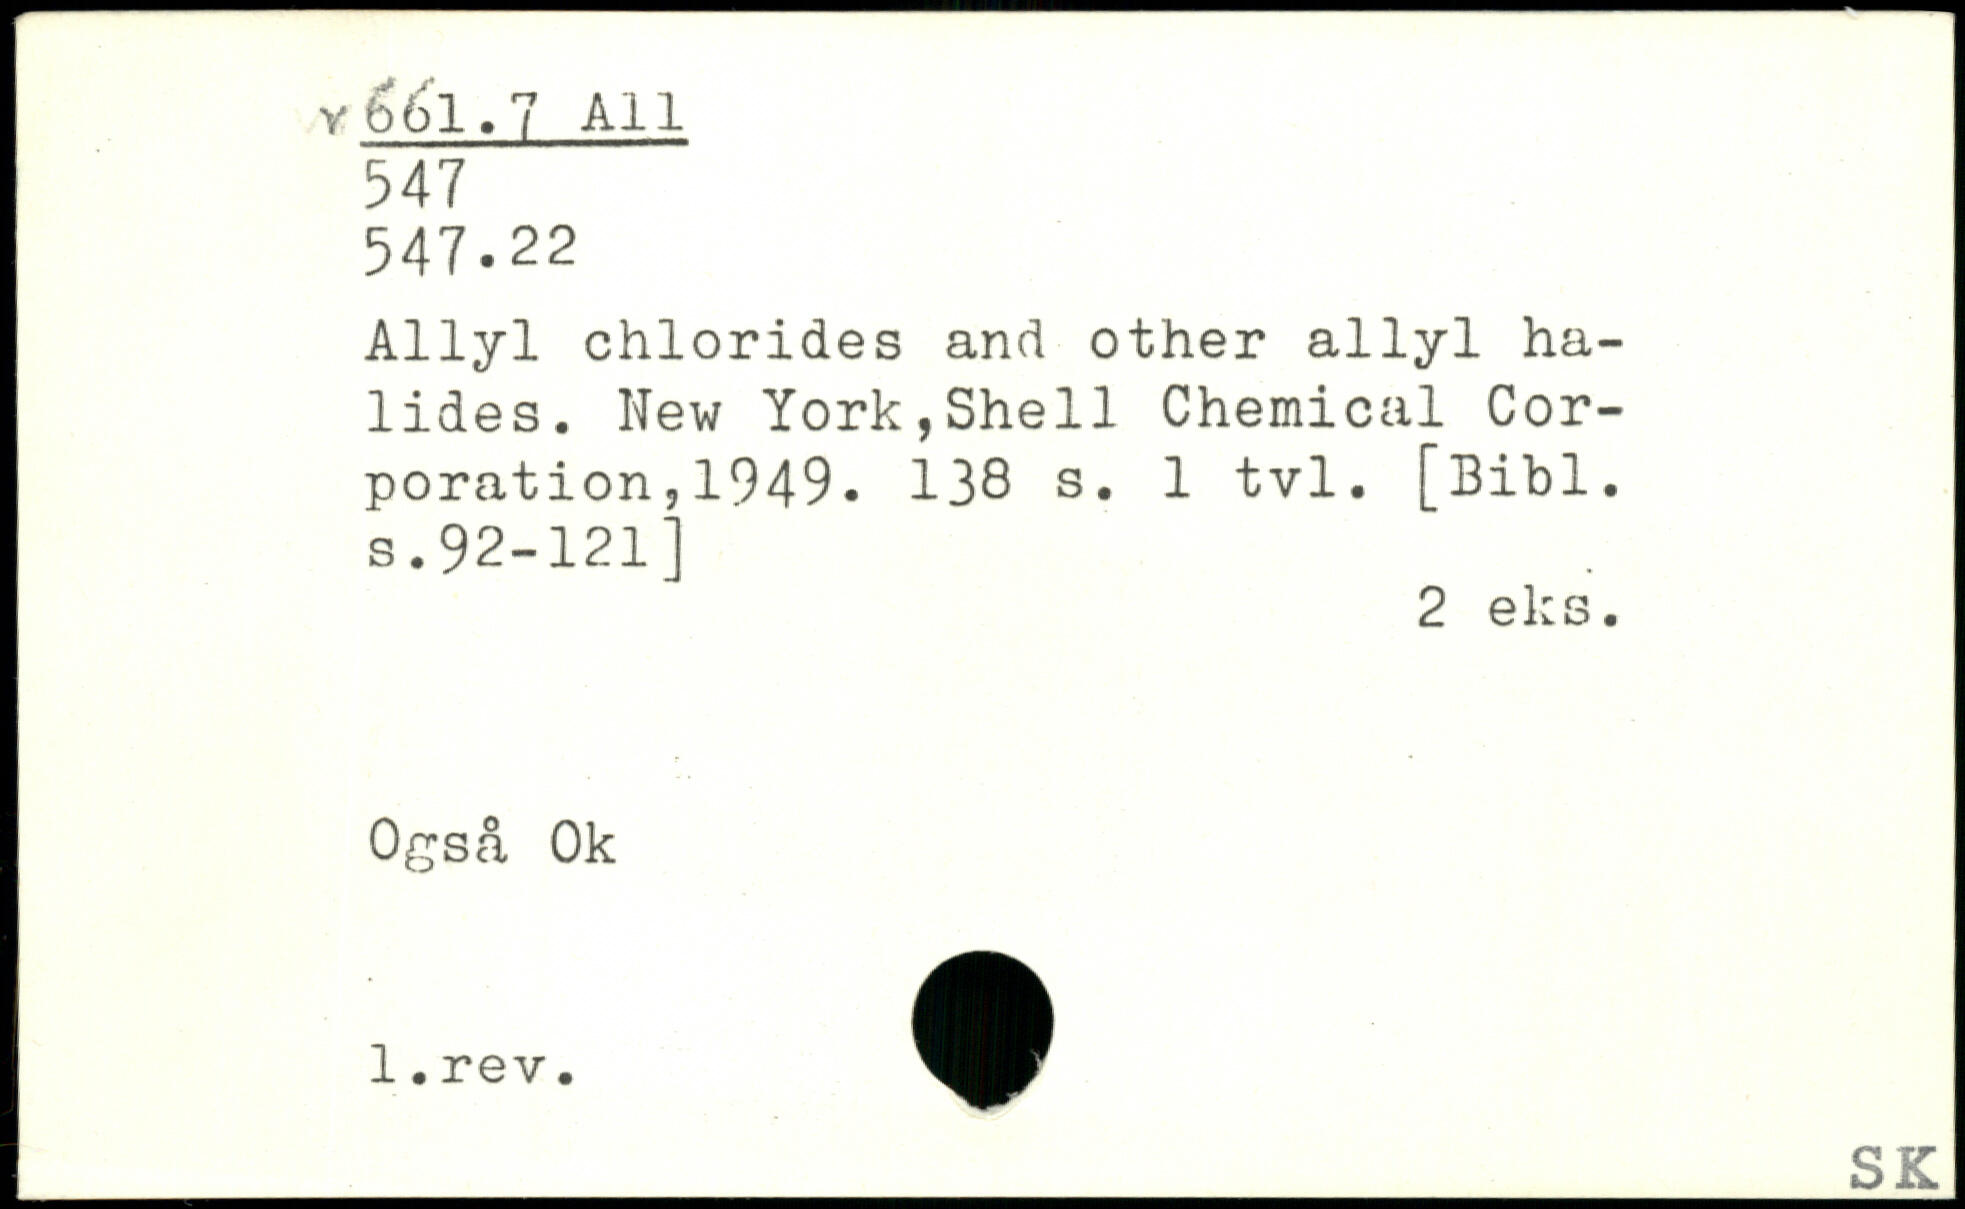 v 661.7 All
547
547.22
Allyl chlorides and other allyl ha-
lides. New York,Shell Chemical Cor-
poration,1949. 138 s. 1 tvl. [Bibl.
s.92-121]
2 eks.
Også Ok
1.rev.
SK